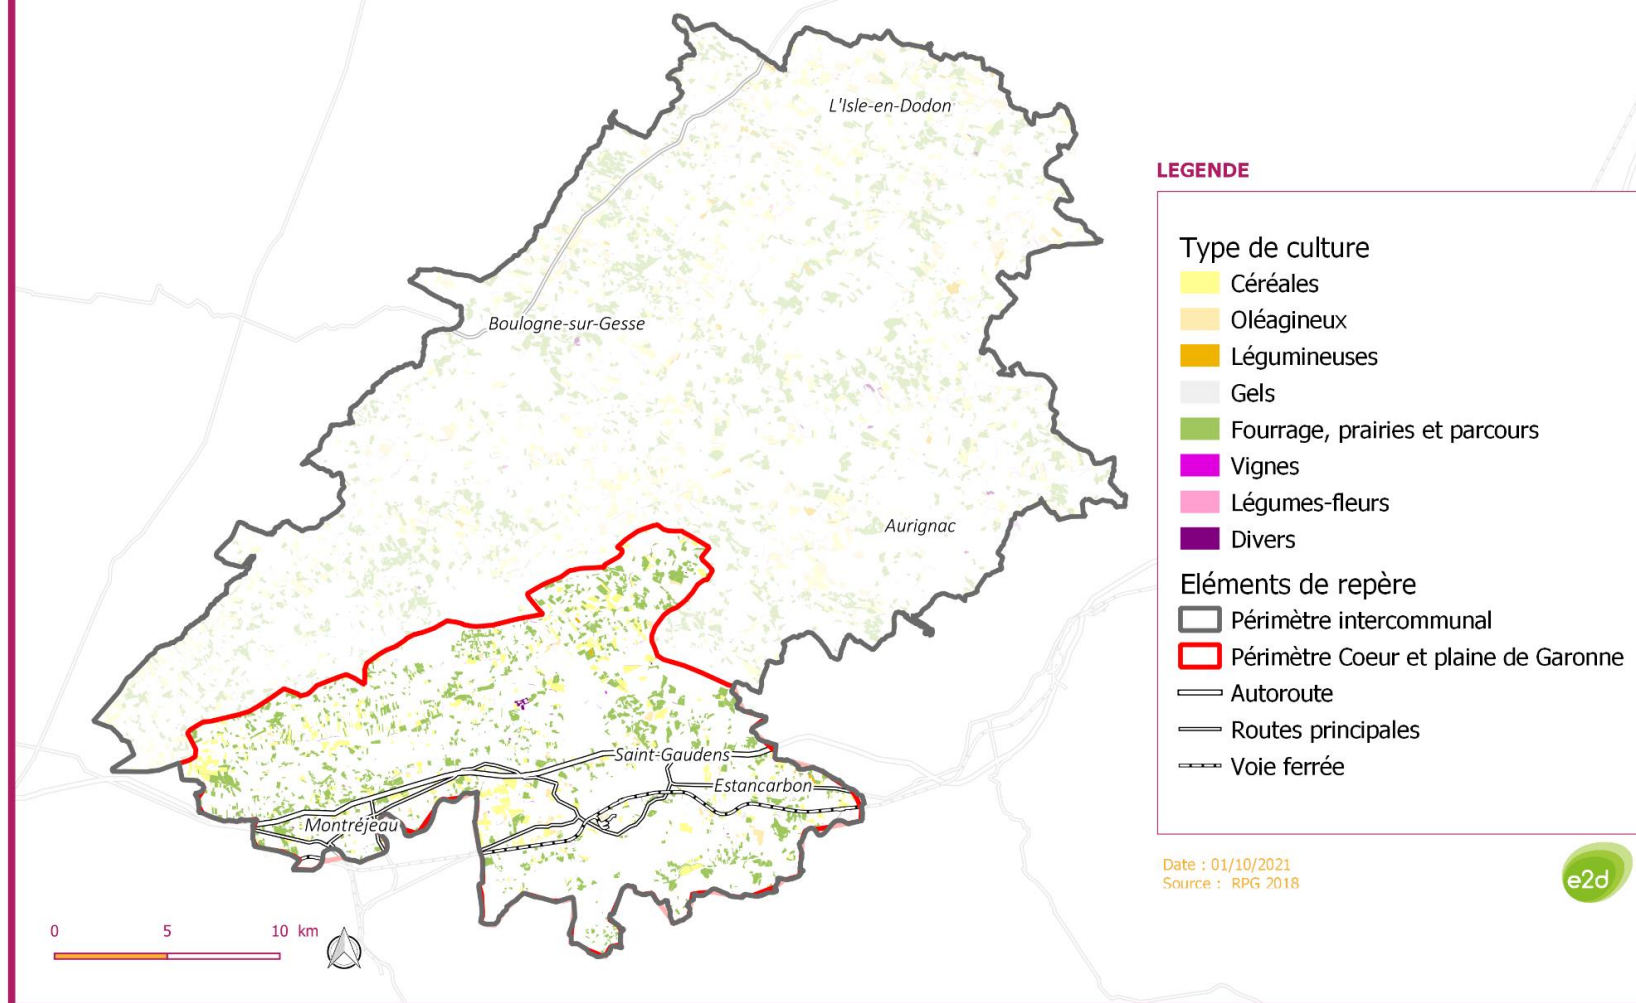 L'Isle-en-Dodon
LEGENDE
Type de culture
Céréales
Oléagineux
Boulogne-sur-Gesse
Légumineuses
Gels
Fourrage, prairies et parcours
Vignes
Légumes-fleurs
Aurignac
Divers
Eléments de repère
Périmètre intercommunal
Périmètre Coeur et plaine de Garonne
Autoroute
Routes principales
Voie ferrée
Saint-Gaudens
Estancarbon
Montréjeau
Date : 01/10/2021
Source : RPG 2018
e2d
0 5 10 km